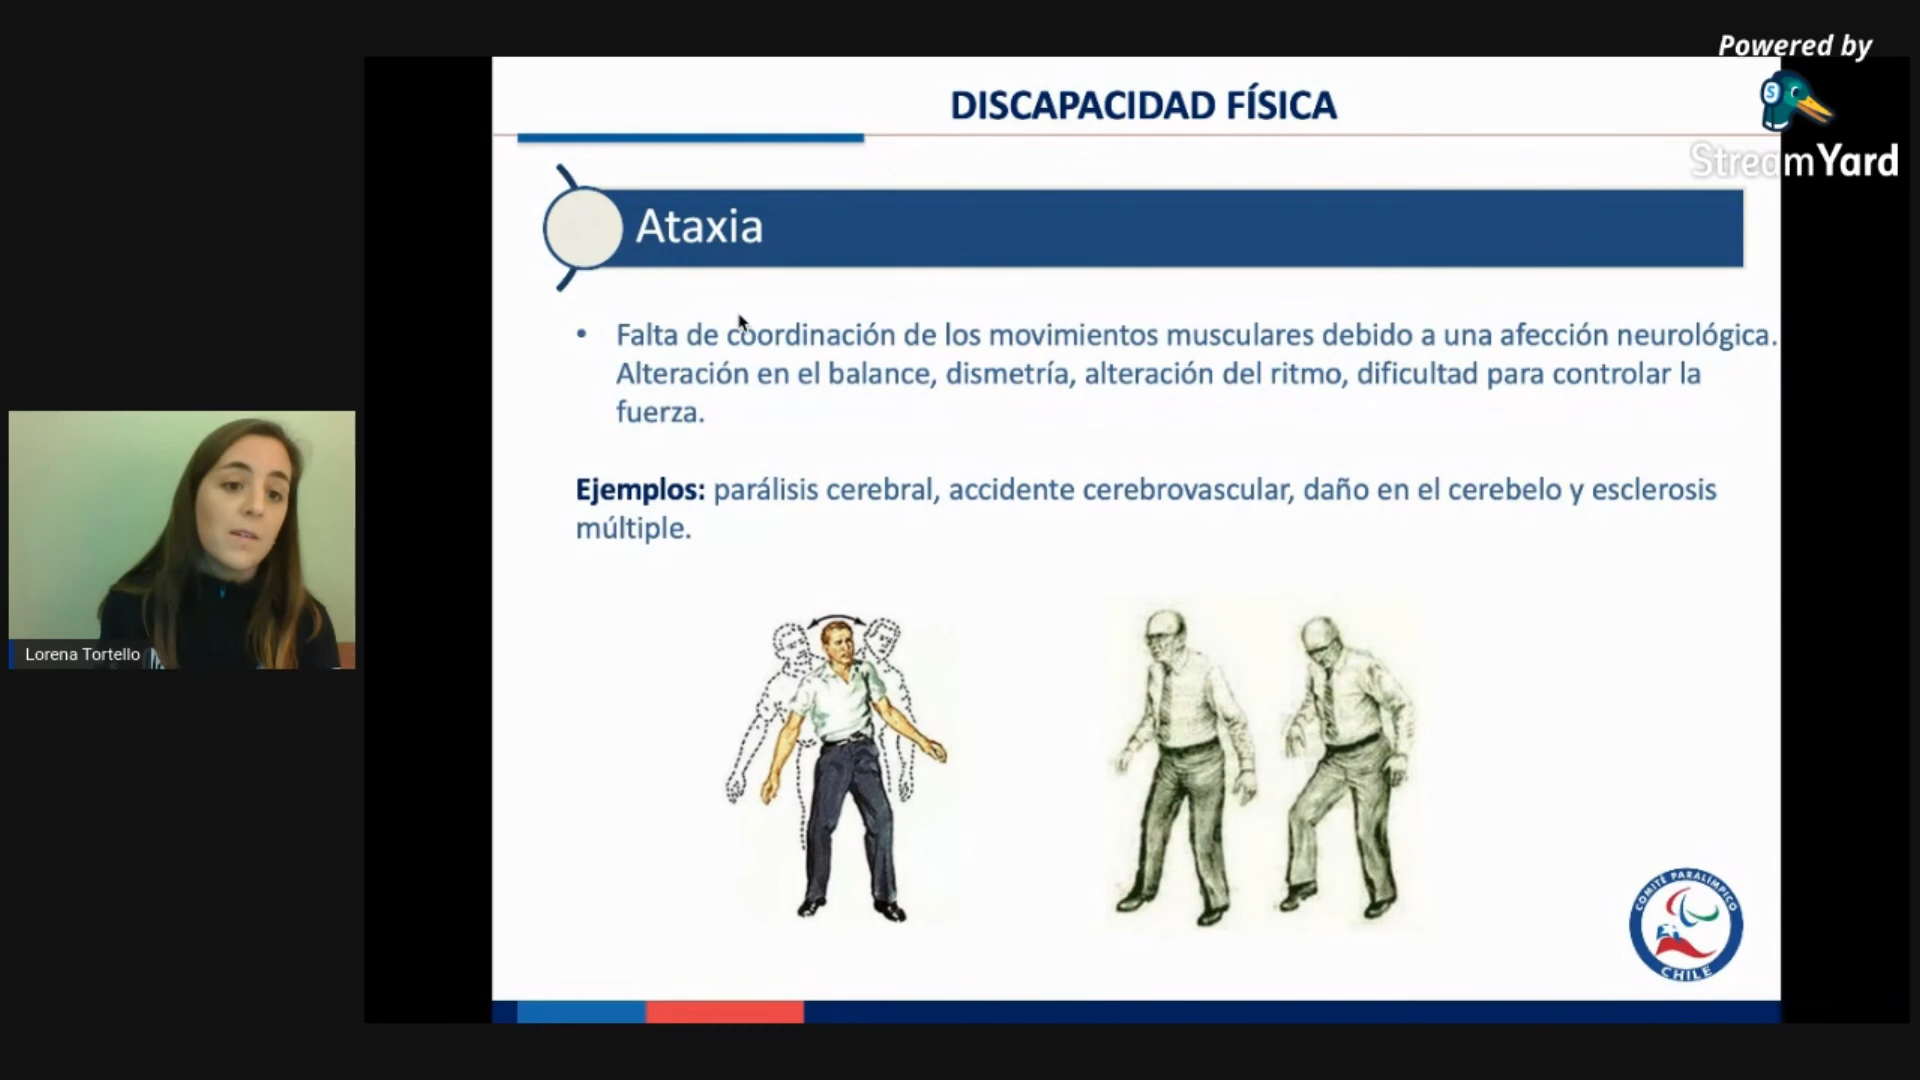 Powered by
StreamYard
DISCAPACIDAD FÍSICA
Ataxia
• Falta de coordinación de los movimientos musculares debido a una afección neurológica.
Alteración en el balance, dismetría, alteración del ritmo, dificultad para controlar la
fuerza.
Ejemplos: parálisis cerebral, accidente cerebrovascular, daño en el cerebelo y esclerosis
múltiple.
Lorena Tortello
COMITÉ PARALÍMPICO
CHILE